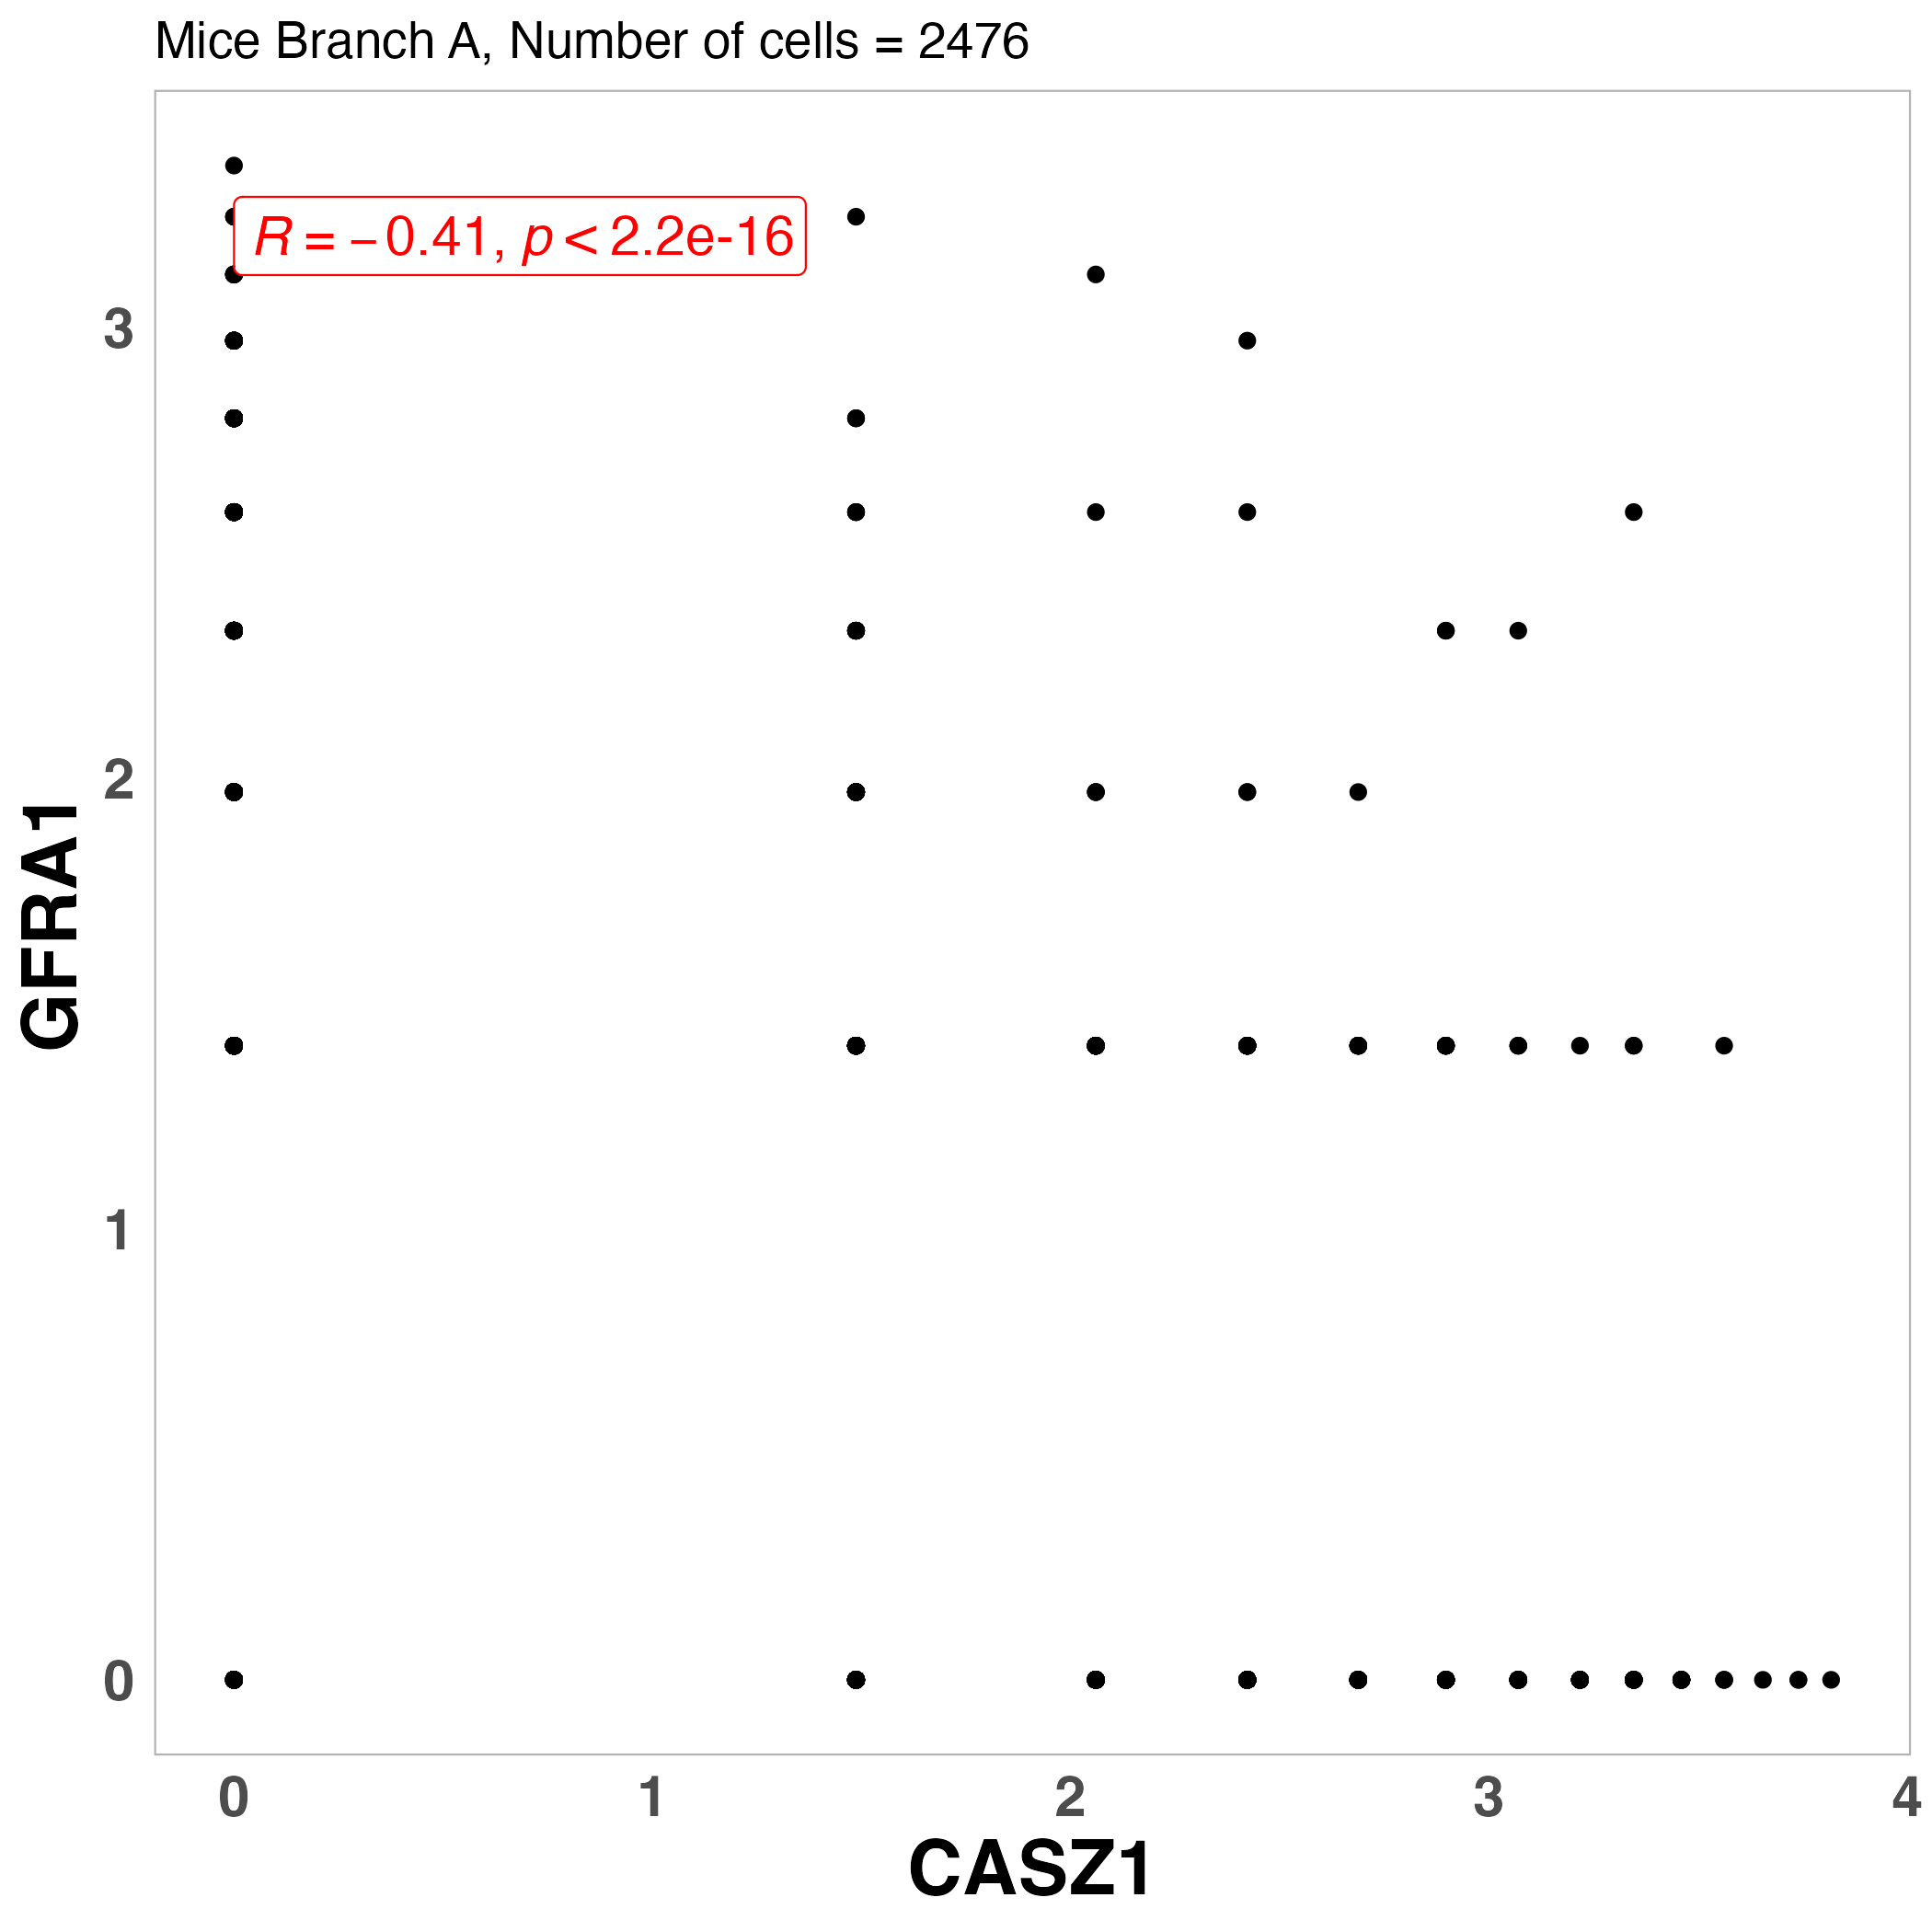 Mice Branch A, Number of cells = 2476
R = −0.41, p < 2.2e-16
3
2
1
0
GFRA1
0 1 2 3 4
CASZ1